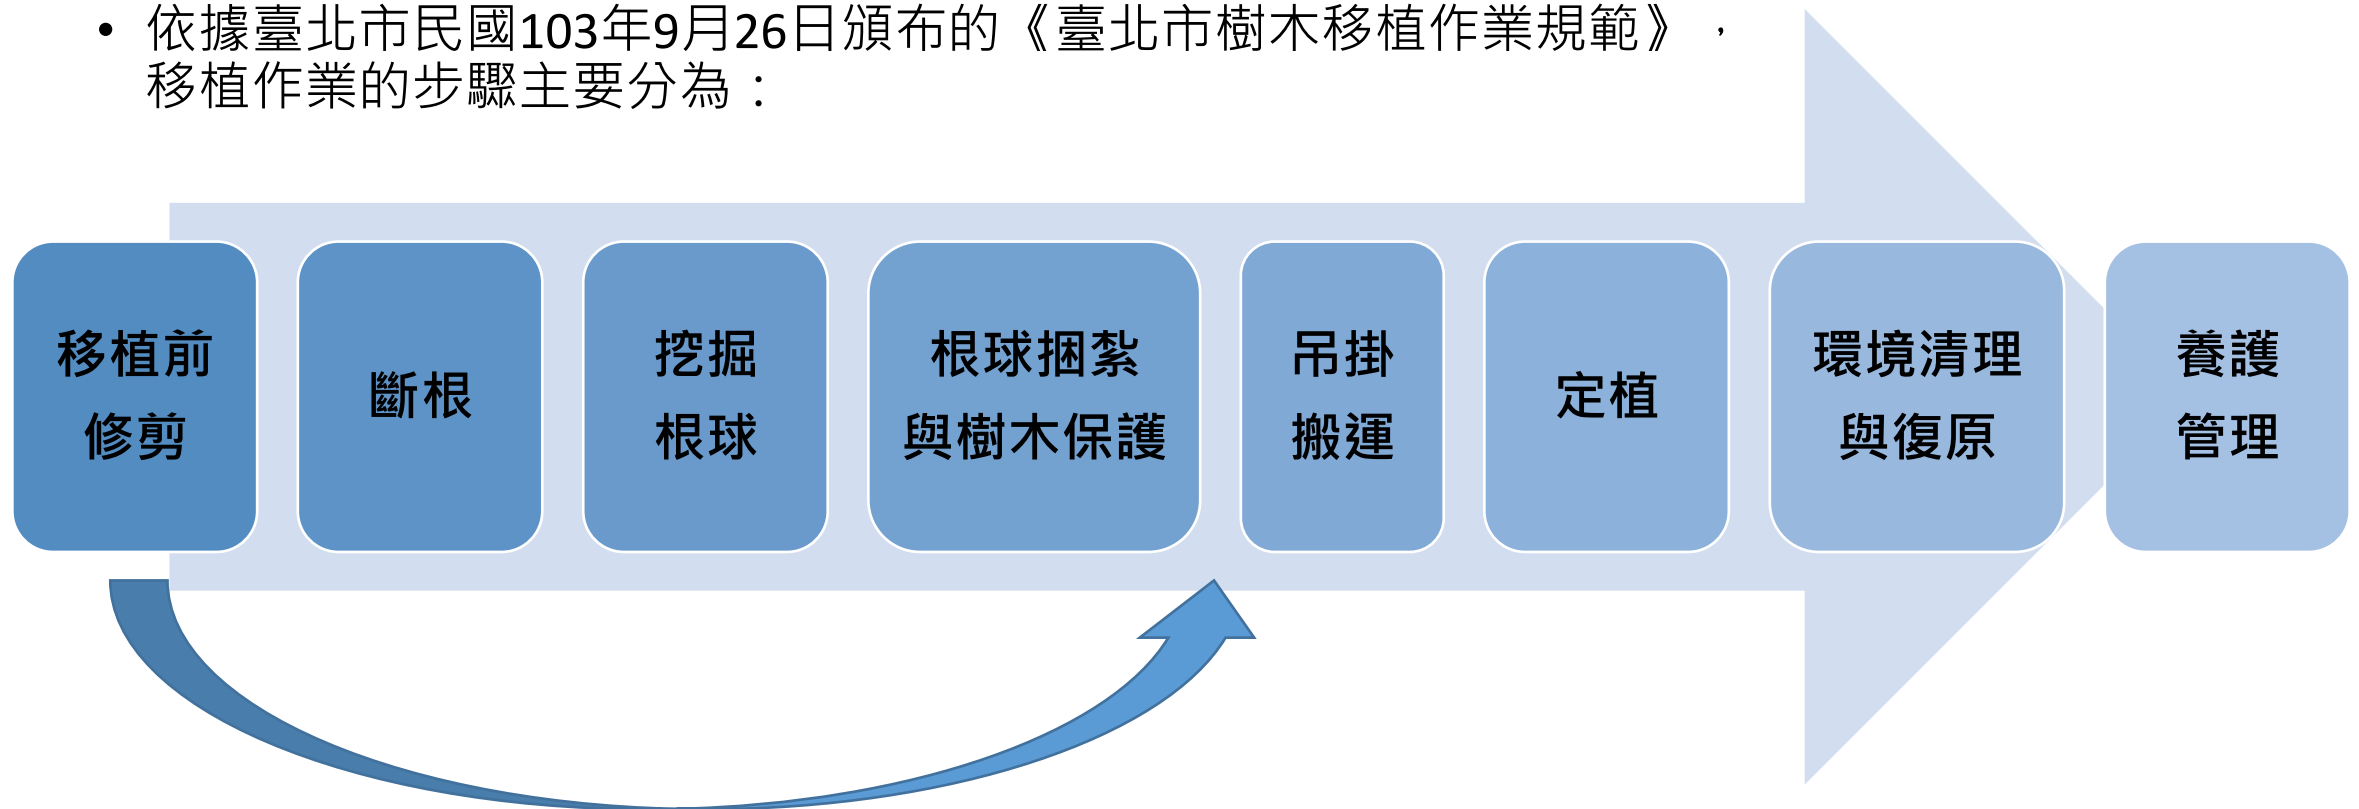 • 依據臺北市民國103年9月26日頒布的《臺北市樹木移植作業規範》，
移植作業的步驟主要分為：
移植前
修剪
斷根
挖掘
根球
根球捆紮
與樹木保護
吊掛
搬運
定植
環境清理
與復原
養護
管理